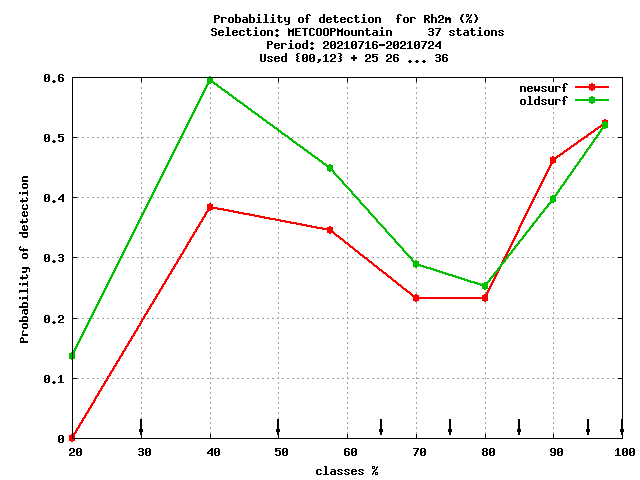 Probability of detection for Rh2m (%)
Selection: METCOOPMountain 37 stations
Period: 20210716-20210724
Used {00,12} + 25 26 ... 36
newsurf
oldsurf
Probability of detection
0.6
0.5
0.4
0.3
0.2
0.1
0
20 30 40 50 60 70 80 90 100
classes %